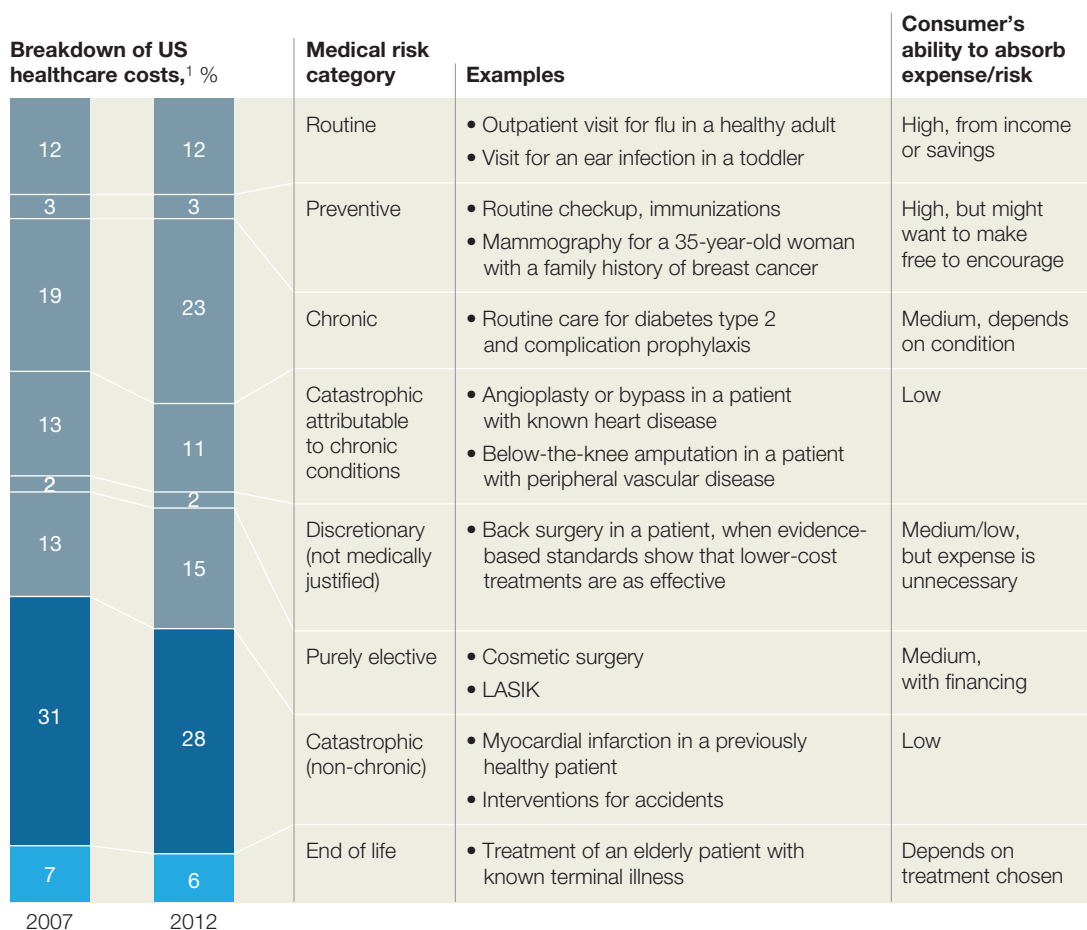 Breakdown of US
healthcare costs,¹ %
Medical risk
category
Examples
Consumer's
ability to absorb
expense/risk
12
3
19
13
2
13
31
7
2007
12
3
23
11
2
15
28
6
2012
Routine
• Outpatient visit for flu in a healthy adult
• Visit for an ear infection in a toddler
High, from income
or savings
Preventive
• Routine checkup, immunizations
• Mammography for a 35-year-old woman
with a family history of breast cancer
High, but might
want to make
free to encourage
Chronic
• Routine care for diabetes type 2
and complication prophylaxis
Medium, depends
on condition
Catastrophic
attributable
to chronic
conditions
• Angioplasty or bypass in a patient
with known heart disease
• Below-the-knee amputation in a patient
with peripheral vascular disease
Low
Discretionary
(not medically
justified)
• Back surgery in a patient, when evidence-
based standards show that lower-cost
treatments are as effective
Medium/low,
but expense is
unnecessary
Purely elective
• Cosmetic surgery
• LASIK
Medium,
with financing
Catastrophic
(non-chronic)
• Myocardial infarction in a previously
healthy patient
• Interventions for accidents
Low
End of life
• Treatment of an elderly patient with
known terminal illness
Depends on
treatment chosen